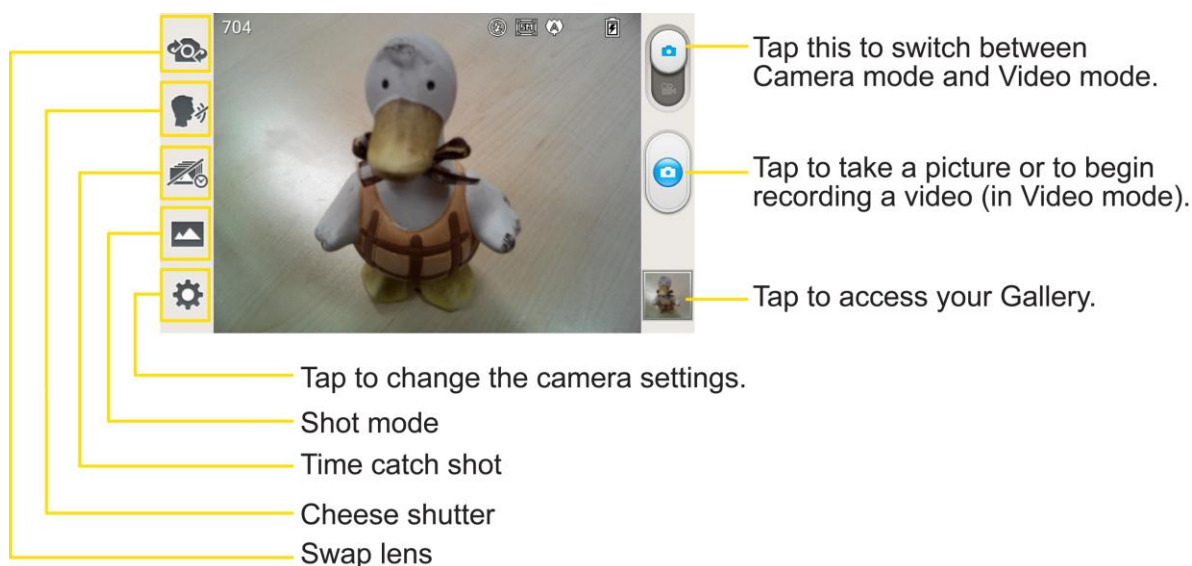 704
Tap this to switch between
Camera mode and Video mode.
Tap to take a picture or to begin
recording a video (in Video mode).
Tap to access your Gallery.
Tap to change the camera settings.
Shot mode
Time catch shot
Cheese shutter
Swap lens